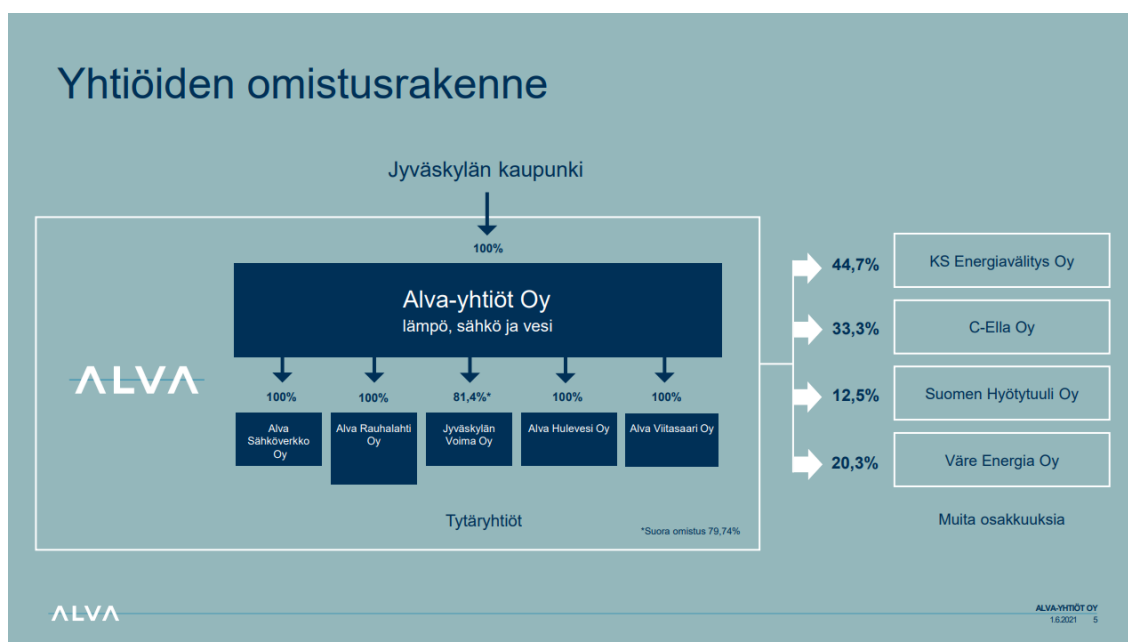 Yhtiöiden omistusrakenne
Jyväskylän kaupunki
100%
Alva-yhtiöt Oy
lämpö, sähkö ja vesi
ALVA
100%
Alva
Sähköverkko
Oy
100%
Alva Rauhalahti
Oy
81,4%*
Jyväskylän
Voima Oy
100%
Alva Hulevesi Oy
100%
Alva Viitasaari Oy
Tytäryhtiöt
*Suora omistus 79,74%
44,7%
KS Energiavälitys Oy
33,3%
C-Ella Oy
12,5%
Suomen Hyötytuuli Oy
20,3%
Väre Energia Oy
Muita osakkuuksia
ALVA
ALVA-YHTIÖT OY
1.6.2021 5